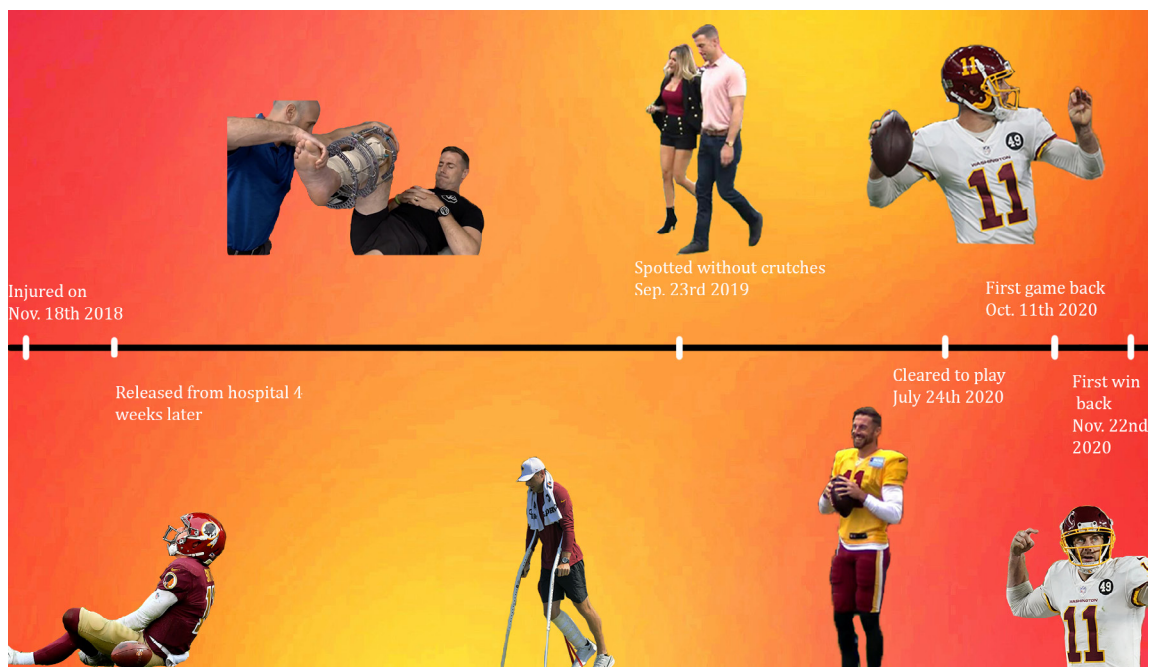 Injured on
Nov. 18th 2018
Released from hospital 4
weeks later
Spotted without crutches
Sep. 23rd 2019
Cleared to play
July 24th 2020
First game back
Oct. 11th 2020
First win
back
Nov. 22nd
2020
11
49
WASHINGTON
11
11
49
WASHINGTON
11